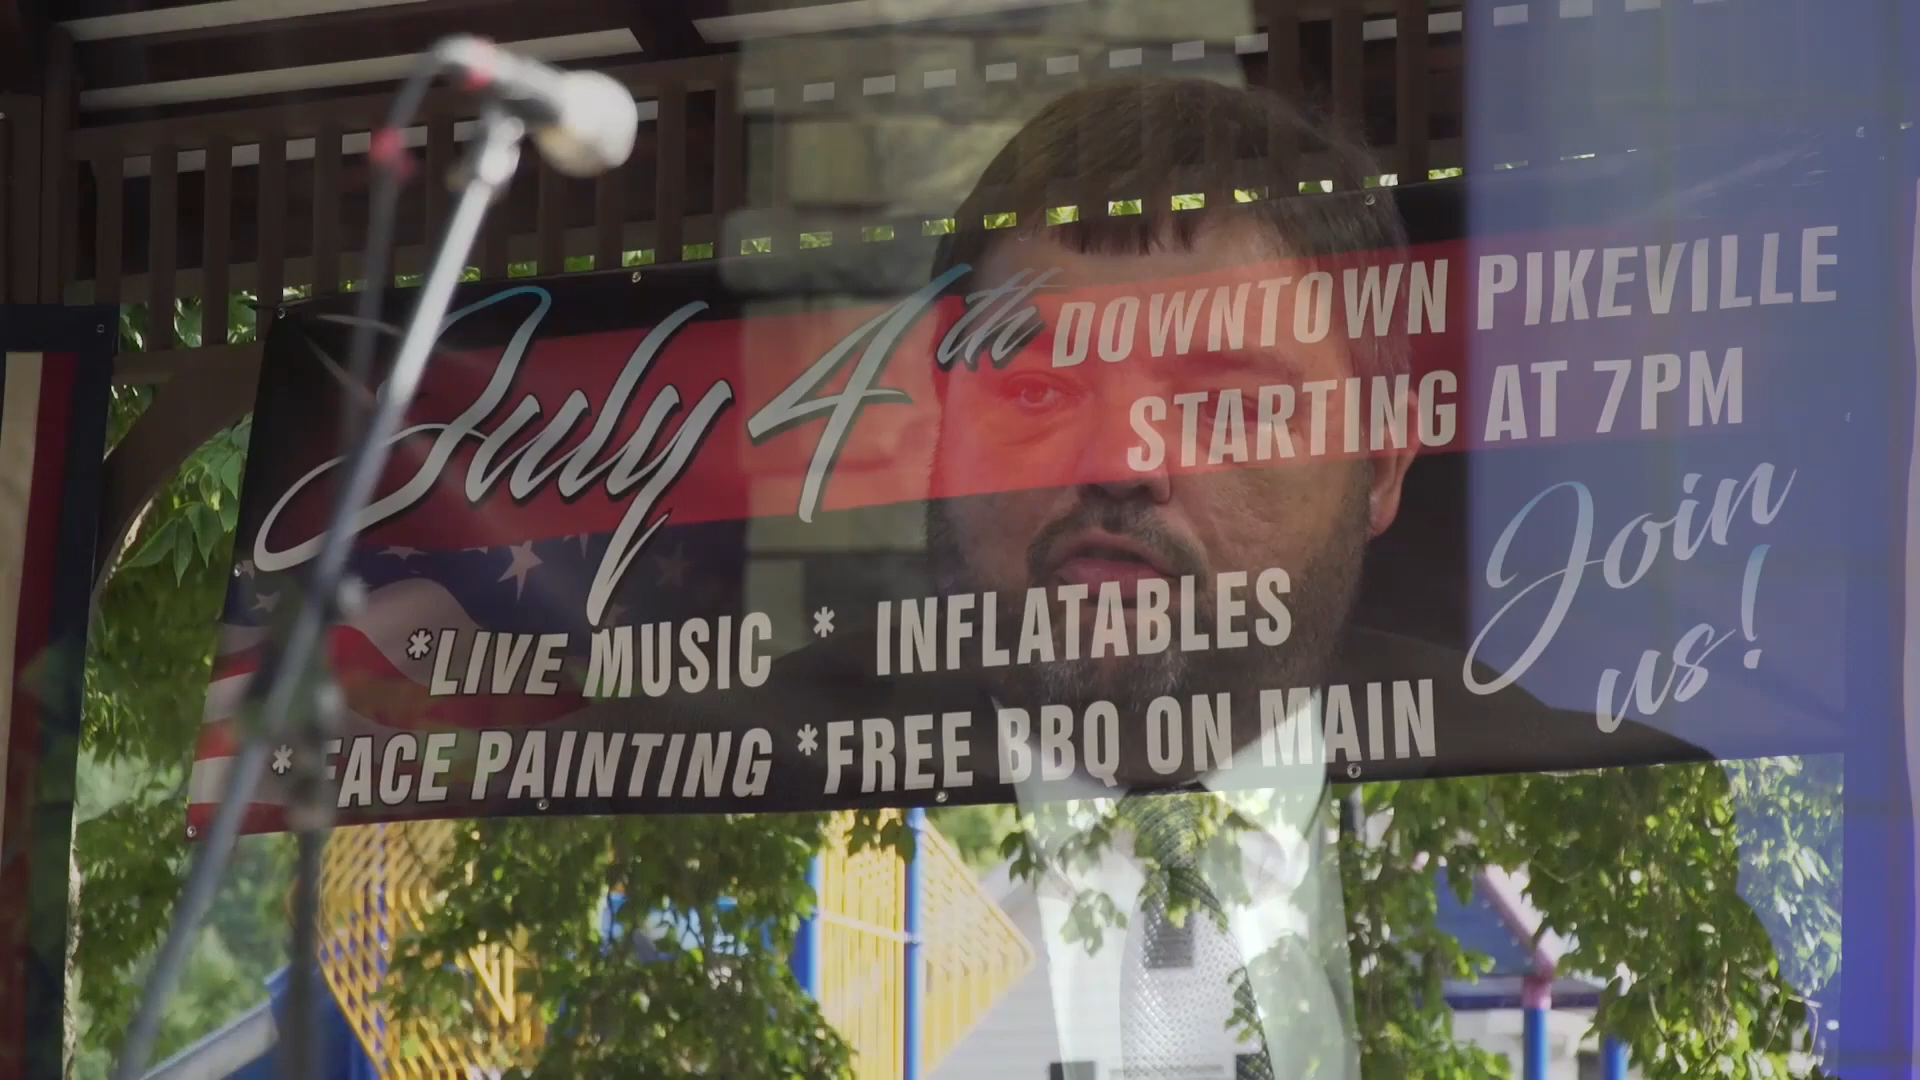 July 4th DOWNTOWN PIKEVILLE
STARTING AT 7PM
Join
us!
*LIVE MUSIC * INFLATABLES
* FACE PAINTING *FREE BBQ ON MAIN